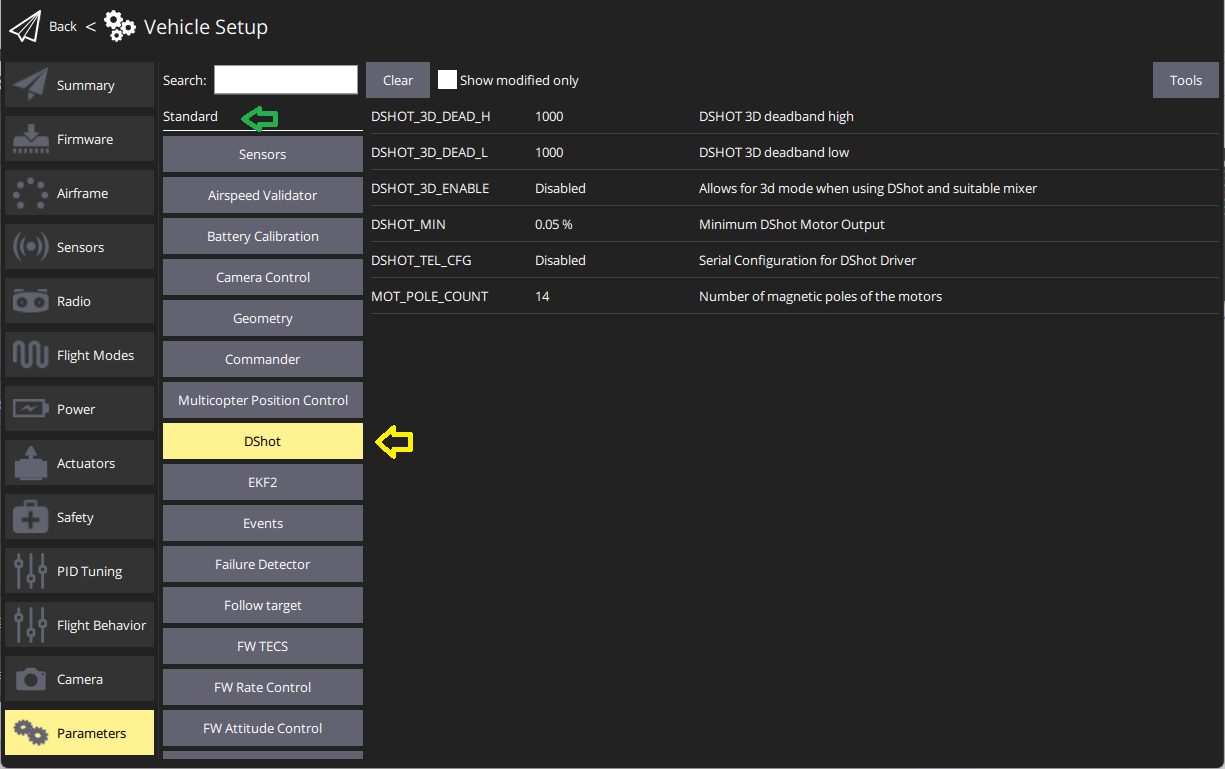 Back < Vehicle Setup
Summary
Firmware
Airframe
Sensors
Radio
Flight Modes
Power
Actuators
Safety
PID Tuning
Flight Behavior
Camera
Parameters
Search: Clear Show modified only Tools
Standard
Sensors
Airspeed Validator
Battery Calibration
Camera Control
Geometry
Commander
Multicopter Position Control
DShot
EKF2
Events
Failure Detector
Follow target
FW TECS
FW Rate Control
FW Attitude Control
DSHOT_3D_DEAD_H 1000 DSHOT 3D deadband high
DSHOT_3D_DEAD_L 1000 DSHOT 3D deadband low
DSHOT_3D_ENABLE Disabled Allows for 3d mode when using DShot and suitable mixer
DSHOT_MIN 0.05 % Minimum DShot Motor Output
DSHOT_TEL_CFG Disabled Serial Configuration for DShot Driver
MOT_POLE_COUNT 14 Number of magnetic poles of the motors